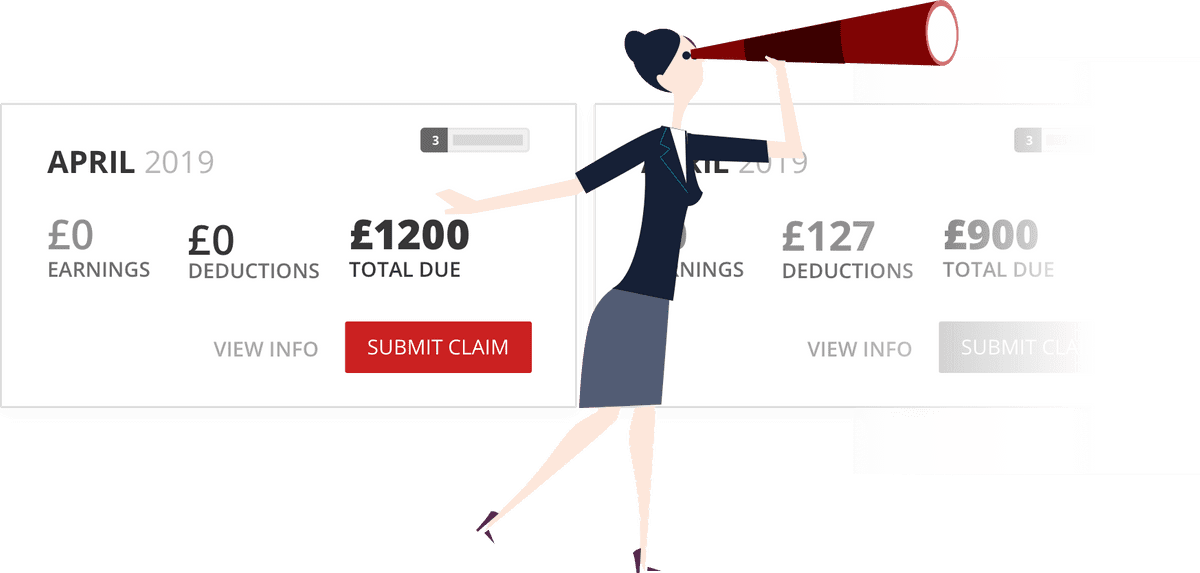 3
APRIL 2019
£0 £0 £1200
EARNINGS DEDUCTIONS TOTAL DUE
VIEW INFO SUBMIT CLAIM
3
2019
£127 £900
DEDUCTIONS TOTAL DUE
VIEW INFO SUBMIT